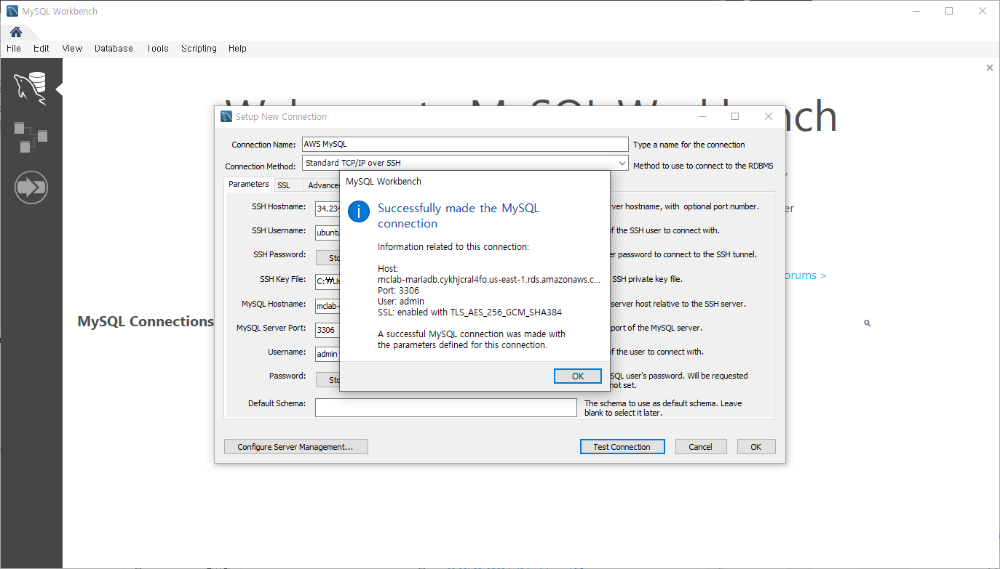 MySQL Workbench
File Edit View Database Tools Scripting Help
Setup New Connection
Connection Name: AWS MySQL Type a name for the connection
Connection Method: Standard TCP/IP over SSH Method to use to connect to the RDBMS
Parameters SSL
MySQL Workbench
Successfully made the MySQL
connection
Information related to this connection:
Host:
mclab-mariadb.cykhjcral4fo.us-east-1.rds.amazonaws.c...
Port: 3306
User: admin
SSL: enabled with TLS_AES_256_GCM_SHA384
A successful MySQL connection was made with
the parameters defined for this connection.
OK
SSH Hostname: 34.234 hostname, with optional port number.
SSH Username: ubuntu of the SSH user to connect with.
SSH Password: password to connect to the SSH tunnel.
SSH Key File: C:₩Us SSH private key file.
MySQL Hostname: mclab- server host relative to the SSH server.
MySQL Server Port: 3306 port of the MySQL server.
Username: admin of the user to connect with.
Password: SQL user's password. Will be requested
not set.
Default Schema: The schema to use as default schema. Leave
blank to select it later.
Configure Server Management... Test Connection Cancel OK
MySQL Connections